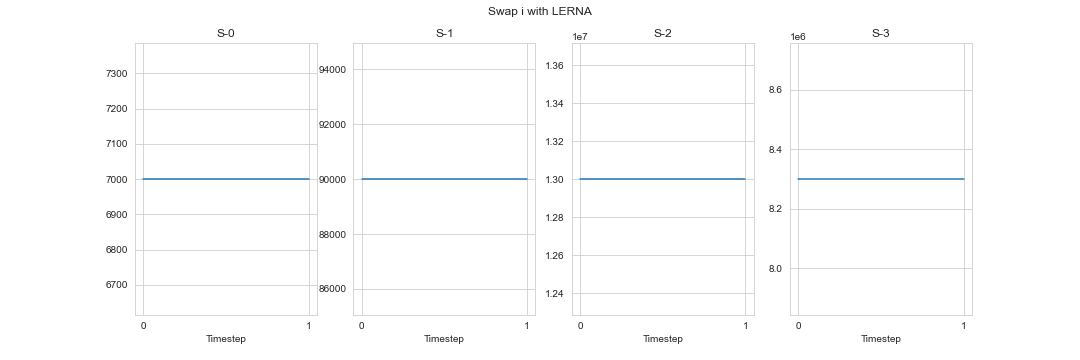 Swap i with LERNA
S-0
7300
7200
7100
7000
6900
6800
6700
0 1
Timestep
S-1
94000
92000
90000
88000
86000
0 1
Timestep
S-2
1e7
1.36
1.34
1.32
1.30
1.28
1.26
1.24
0 1
Timestep
S-3
1e6
8.6
8.4
8.2
8.0
0 1
Timestep